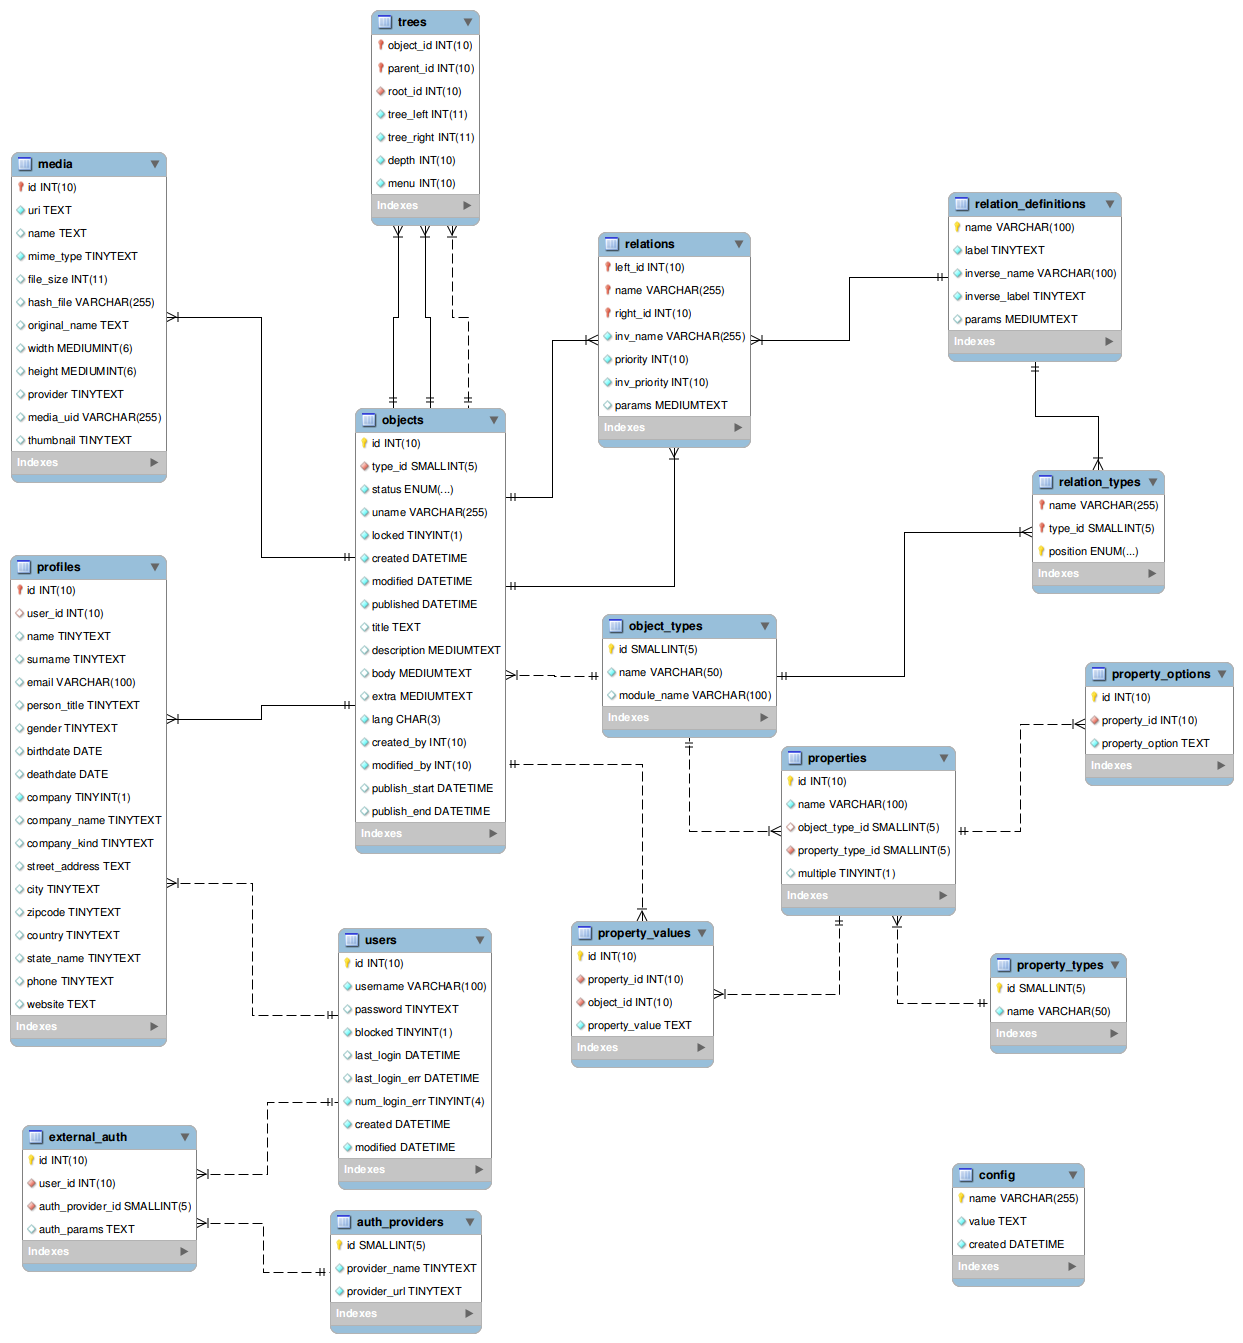 trees
object_id INT(10)
parent_id INT(10)
root_id INT(10)
tree_left INT(11)
tree_right INT(11)
depth INT(10)
menu INT(10)
Indexes
media
id INT(10)
uri TEXT
name TEXT
mime_type TINYTEXT
file_size INT(11)
hash_file VARCHAR(255)
original_name TEXT
width MEDIUMINT(6)
height MEDIUMINT(6)
provider TINYTEXT
media_uid VARCHAR(255)
thumbnail TINYTEXT
Indexes
relations
left_id INT(10)
name VARCHAR(255)
right_id INT(10)
inv_name VARCHAR(255)
priority INT(10)
inv_priority INT(10)
params MEDIUMTEXT
Indexes
relation_definitions
name VARCHAR(100)
label TINYTEXT
inverse_name VARCHAR(100)
inverse_label TINYTEXT
params MEDIUMTEXT
Indexes
objects
id INT(10)
type_id SMALLINT(5)
status ENUM(...)
uname VARCHAR(255)
locked TINYINT(1)
created DATETIME
modified DATETIME
published DATETIME
title TEXT
description MEDIUMTEXT
body MEDIUMTEXT
extra MEDIUMTEXT
lang CHAR(3)
created_by INT(10)
modified_by INT(10)
publish_start DATETIME
publish_end DATETIME
Indexes
relation_types
name VARCHAR(255)
type_id SMALLINT(5)
position ENUM(...)
Indexes
profiles
id INT(10)
user_id INT(10)
name TINYTEXT
surname TINYTEXT
email VARCHAR(100)
person_title TINYTEXT
gender TINYTEXT
birthdate DATE
deathdate DATE
company TINYINT(1)
company_name TINYTEXT
company_kind TINYTEXT
street_address TEXT
city TINYTEXT
zipcode TINYTEXT
country TINYTEXT
state_name TINYTEXT
phone TINYTEXT
website TEXT
Indexes
object_types
id SMALLINT(5)
name VARCHAR(50)
module_name VARCHAR(100)
Indexes
property_options
id INT(10)
property_id INT(10)
property_option TEXT
Indexes
properties
id INT(10)
name VARCHAR(100)
object_type_id SMALLINT(5)
property_type_id SMALLINT(5)
multiple TINYINT(1)
Indexes
property_values
id INT(10)
property_id INT(10)
object_id INT(10)
property_value TEXT
Indexes
property_types
id SMALLINT(5)
name VARCHAR(50)
Indexes
users
id INT(10)
username VARCHAR(100)
password TINYTEXT
blocked TINYINT(1)
last_login DATETIME
last_login_err DATETIME
num_login_err TINYINT(4)
created DATETIME
modified DATETIME
Indexes
external_auth
id INT(10)
user_id INT(10)
auth_provider_id SMALLINT(5)
auth_params TEXT
Indexes
auth_providers
id SMALLINT(5)
provider_name TINYTEXT
provider_url TINYTEXT
Indexes
config
name VARCHAR(255)
value TEXT
created DATETIME
Indexes